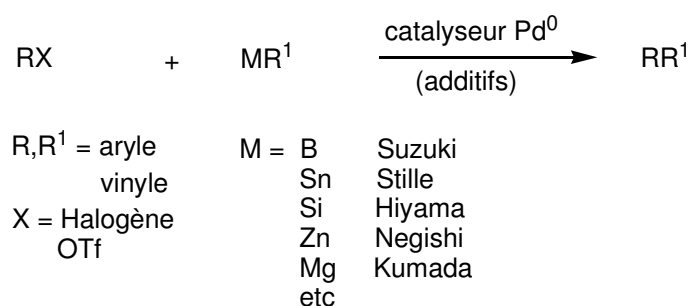 RX + MR¹ catalyseur Pd⁰ RR¹
(additifs)
R,R¹ = aryle
vinyle
X = Halogène
OTf
M = B Suzuki
Sn Stille
Si Hiyama
Zn Negishi
Mg Kumada
etc